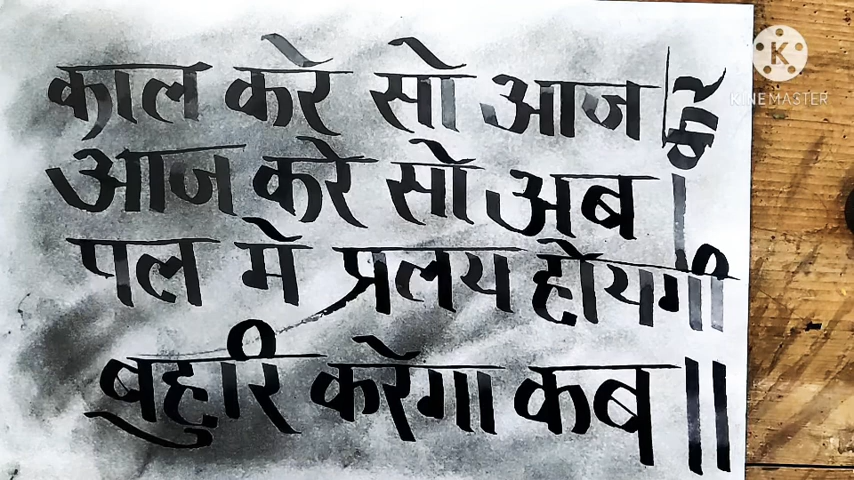 काल करे सो आज कर
आज करे सो अब
पल मे प्रलय होयगी
बहुरि करेगा कब ||
K
KINEMASTER